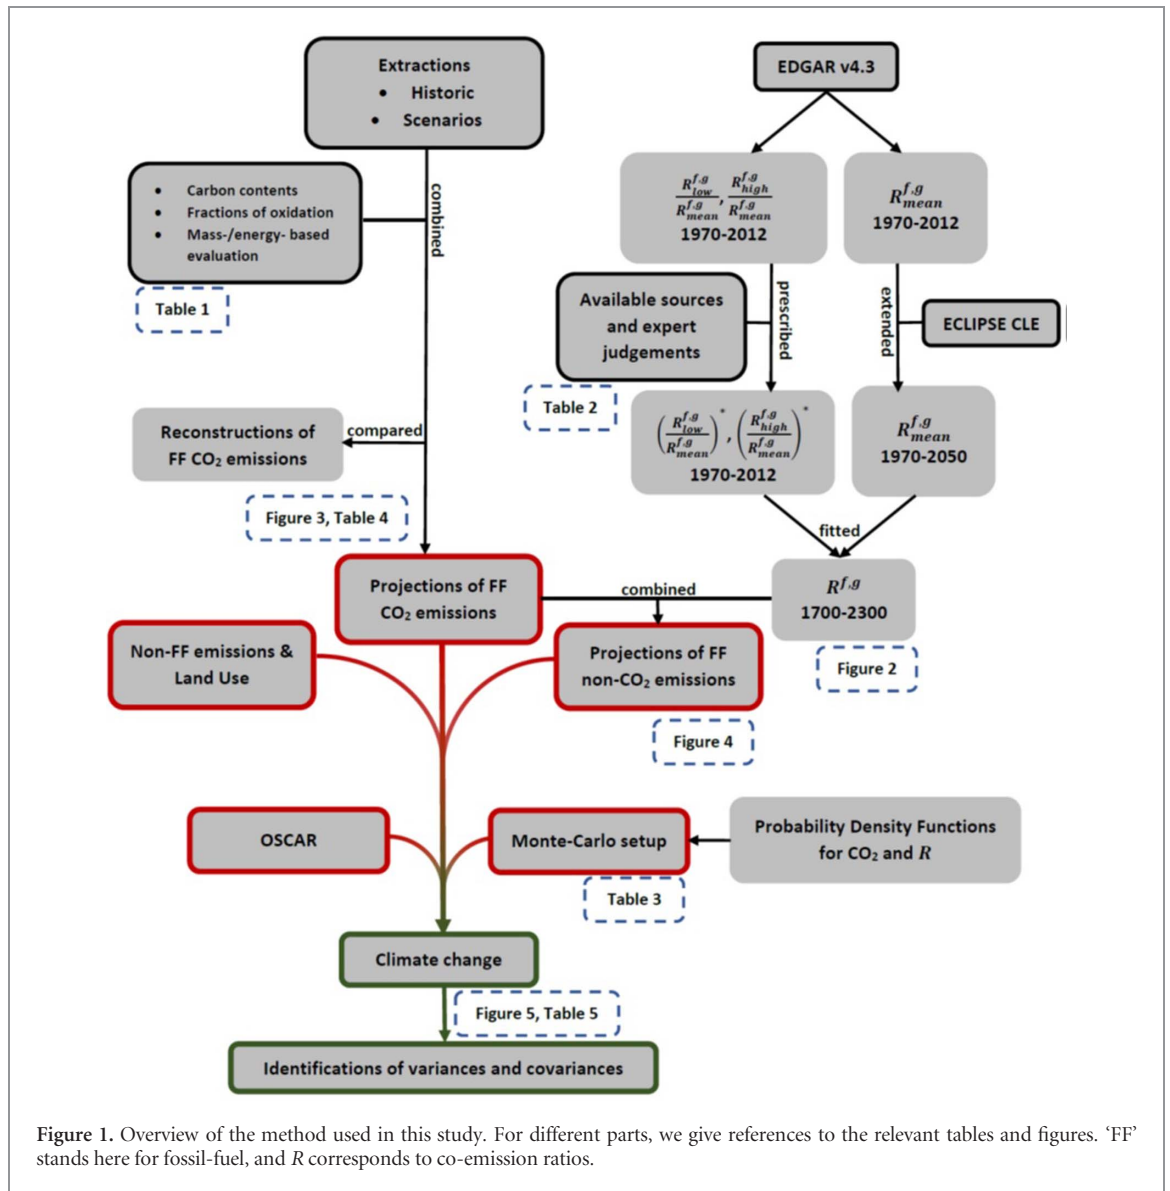 Extractions
• Historic
• Scenarios
EDGAR v4.3
• Carbon contents
• Fractions of oxidation
• Mass-/energy- based
evaluation
combined
Table 1
R^{f,g}_{low}/R^{f,g}_{mean}, R^{f,g}_{high}/R^{f,g}_{mean}
1970-2012
R^{f,g}_{mean}
1970-2012
Available sources
and expert
judgements
prescribed
extended
ECLIPSE CLE
Table 2
(R^{f,g}_{low}/R^{f,g}_{mean})^*, (R^{f,g}_{high}/R^{f,g}_{mean})^*
1970-2012
R^{f,g}_{mean}
1970-2050
Reconstructions of
FF CO₂ emissions
compared
Figure 3, Table 4
fitted
Projections of FF
CO₂ emissions
combined
R^{f,g}
1700-2300
Figure 2
Non-FF emissions &
Land Use
Projections of FF
non-CO₂ emissions
Figure 4
OSCAR
Monte-Carlo setup
Probability Density Functions
for CO₂ and R
Table 3
Climate change
Figure 5, Table 5
Identifications of variances and covariances
Figure 1. Overview of the method used in this study. For different parts, we give references to the relevant tables and figures. ‘FF’
stands here for fossil-fuel, and R corresponds to co-emission ratios.